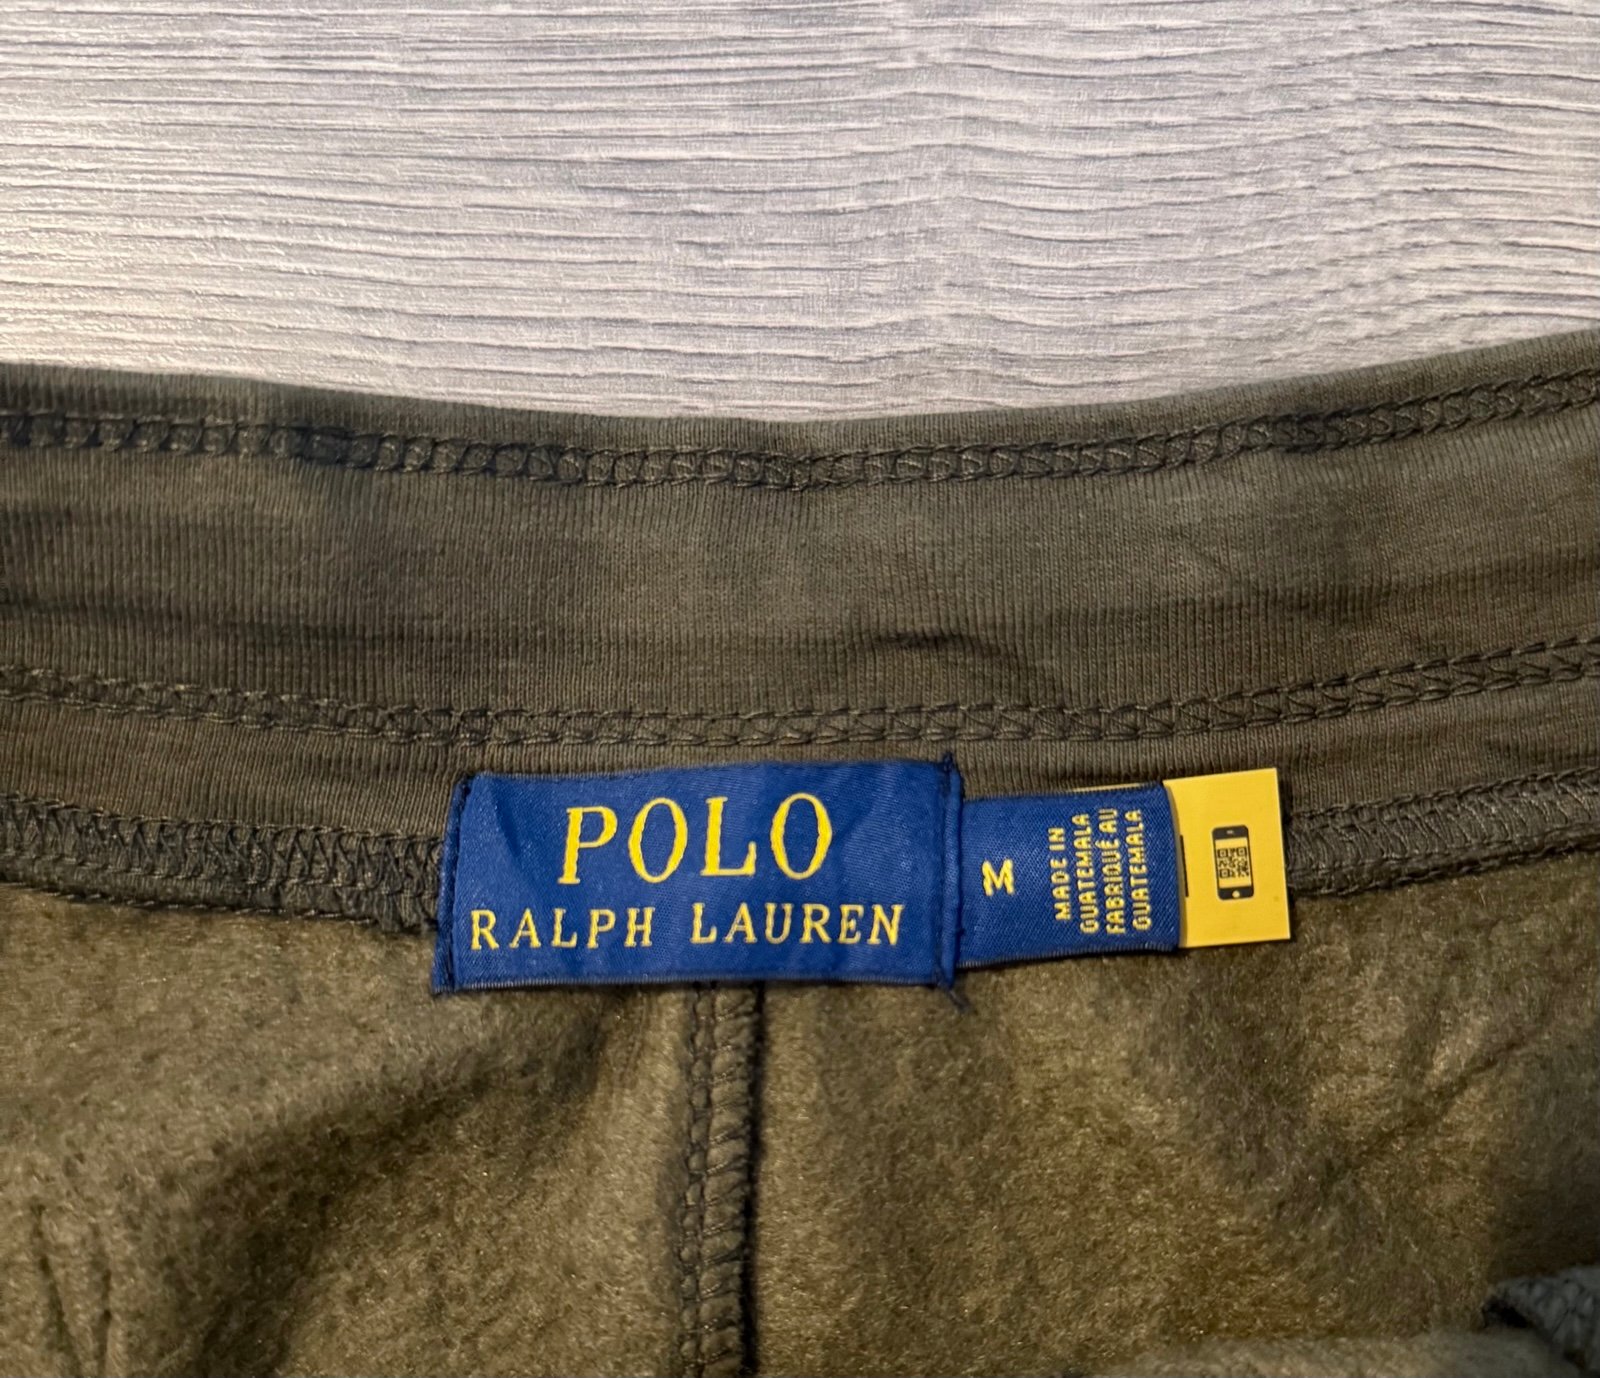 POLO
RALPH LAUREN
M
MADE IN
GUATEMALA
FABRIQUÉ AU
GUATEMALA